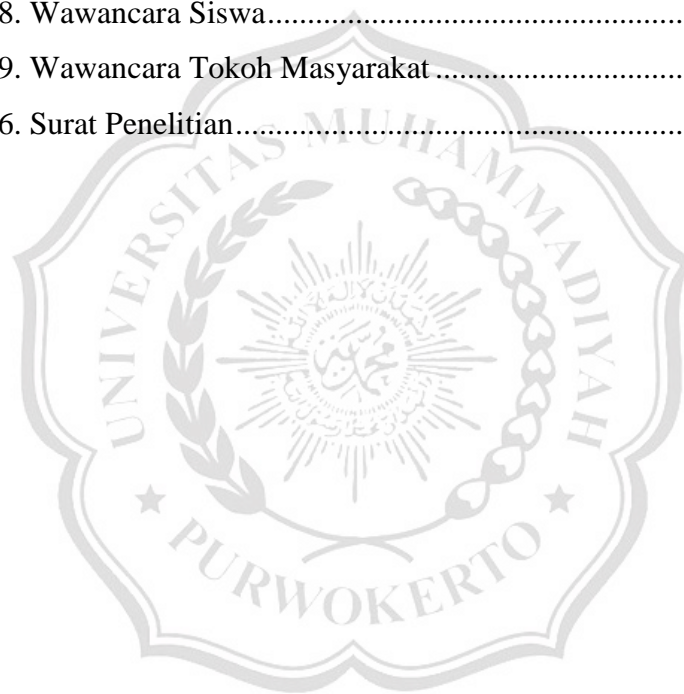 8. Wawancara Siswa..........................................................
9. Wawancara Tokoh Masyarakat ..................................
6. Surat Penelitian...............................................................
UNIVERSITAS MUHAMMADIYAH
PURWOKERTO